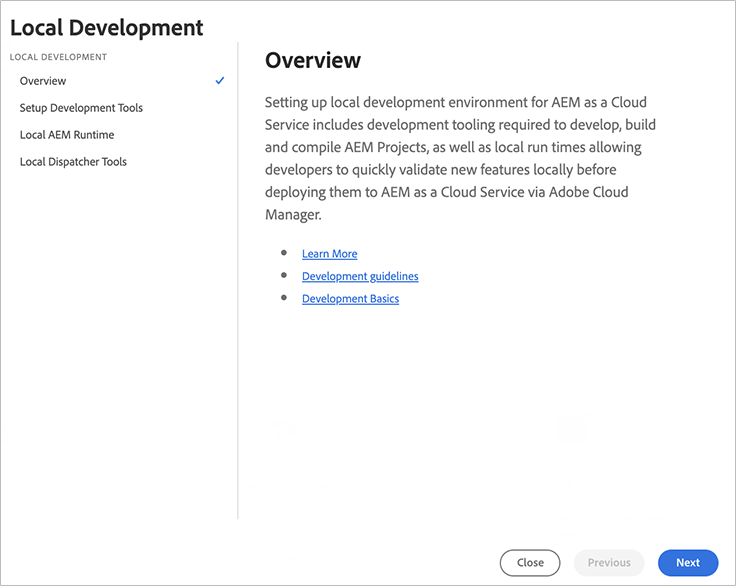 Local Development
LOCAL DEVELOPMENT
Overview
Setup Development Tools
Local AEM Runtime
Local Dispatcher Tools
Overview
Setting up local development environment for AEM as a Cloud
Service includes development tooling required to develop, build
and compile AEM Projects, as well as local run times allowing
developers to quickly validate new features locally before
deploying them to AEM as a Cloud Service via Adobe Cloud
Manager.
Learn More
Development guidelines
Development Basics
Close
Previous
Next